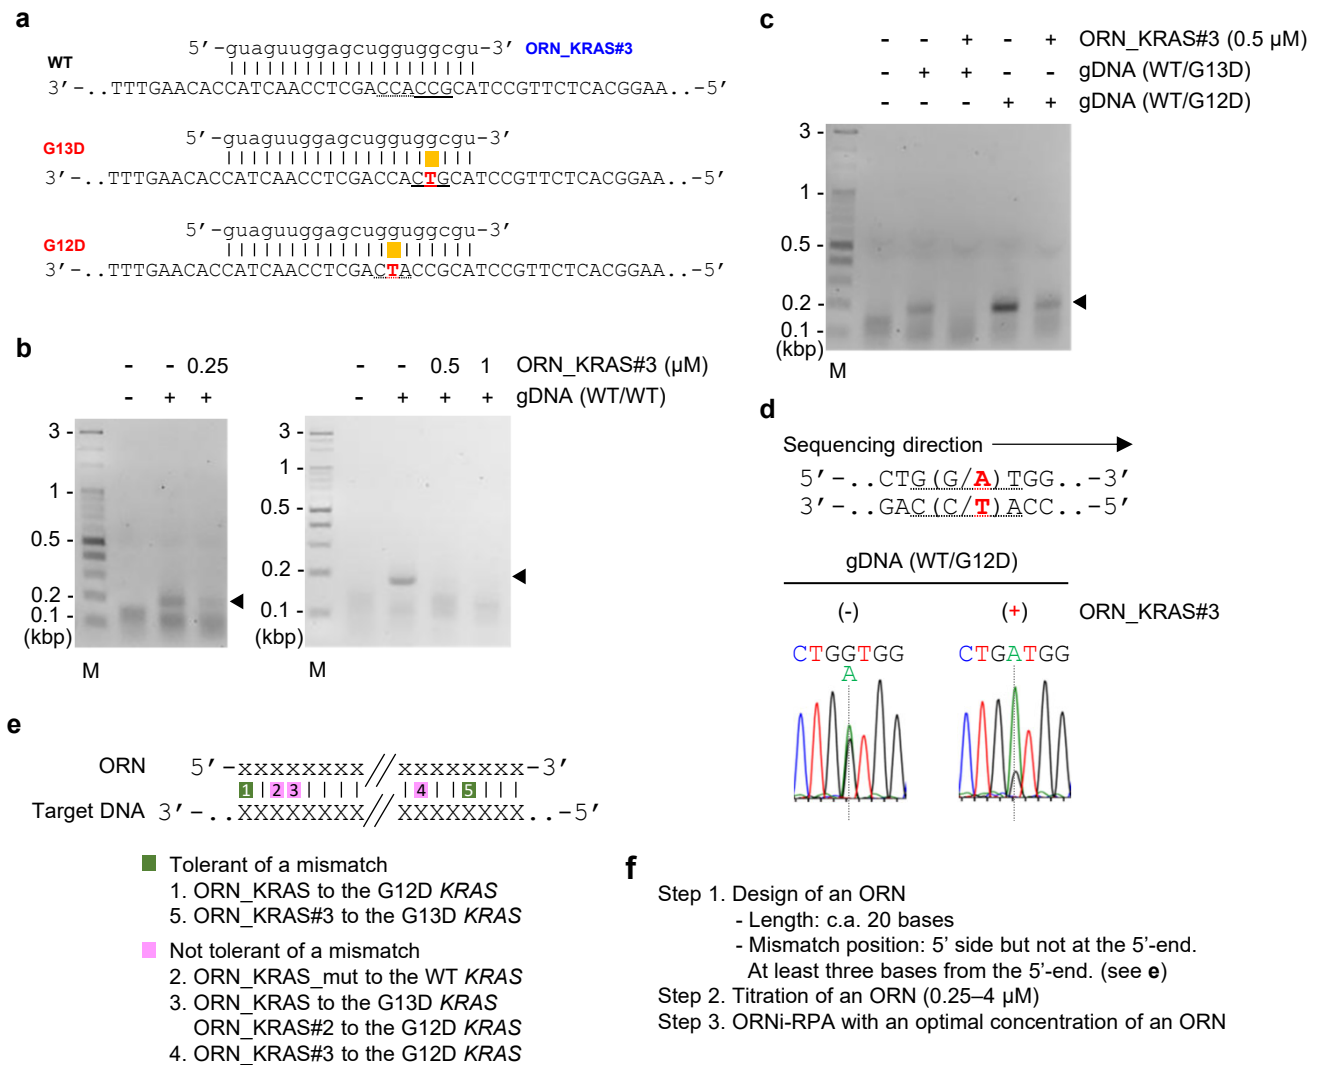 a
5’-guaguuggagcugguggcgu-3’ ORN_KRAS#3
WT
3’-..TTTGAACACCATCAACCTCGACCACCGCATCCGTTCTCACGGAA..-5’
5’-guaguuggagcugguggcgu-3’
G13D
3’-..TTTGAACACCATCAACCTCGACCACTGCATCCGTTCTCACGGAA..-5’
5’-guaguuggagcugguggcgu-3’
G12D
3’-..TTTGAACACCATCAACCTCGACTACCGCATCCGTTCTCACGGAA..-5’
b
- - 0.25
- - 0.5 1 ORN_KRAS#3 (μM)
- + +
- + + + gDNA (WT/WT)
3 -
1 -
0.5 -
0.2 -
0.1 -
(kbp)
M
3 -
1 -
0.5 -
0.2 -
0.1 -
(kbp)
M
c
- - + - + ORN_KRAS#3 (0.5 μM)
- + + - - gDNA (WT/G13D)
- - - + + gDNA (WT/G12D)
3 -
1 -
0.5 -
0.2 -
0.1 -
(kbp)
M
d
Sequencing direction
5’-..CTG(G/A)TGG..-3’
3’-..GAC(C/T)ACC..-5’
gDNA (WT/G12D)
(-) (+) ORN_KRAS#3
CTGGTGG CTGATGG
A
e
ORN 5’-xxxxxxxx//xxxxxxxx-3’
1 2 3 4 5
Target DNA 3’-..XXXXXXXX//XXXXXXXX..-5’
Tolerant of a mismatch
1. ORN_KRAS to the G12D KRAS
5. ORN_KRAS#3 to the G13D KRAS
Not tolerant of a mismatch
2. ORN_KRAS_mut to the WT KRAS
3. ORN_KRAS to the G13D KRAS
ORN_KRAS#2 to the G12D KRAS
4. ORN_KRAS#3 to the G12D KRAS
f
Step 1. Design of an ORN
- Length: c.a. 20 bases
- Mismatch position: 5’ side but not at the 5’-end.
At least three bases from the 5’-end. (see e)
Step 2. Titration of an ORN (0.25–4 μM)
Step 3. ORNi-RPA with an optimal concentration of an ORN